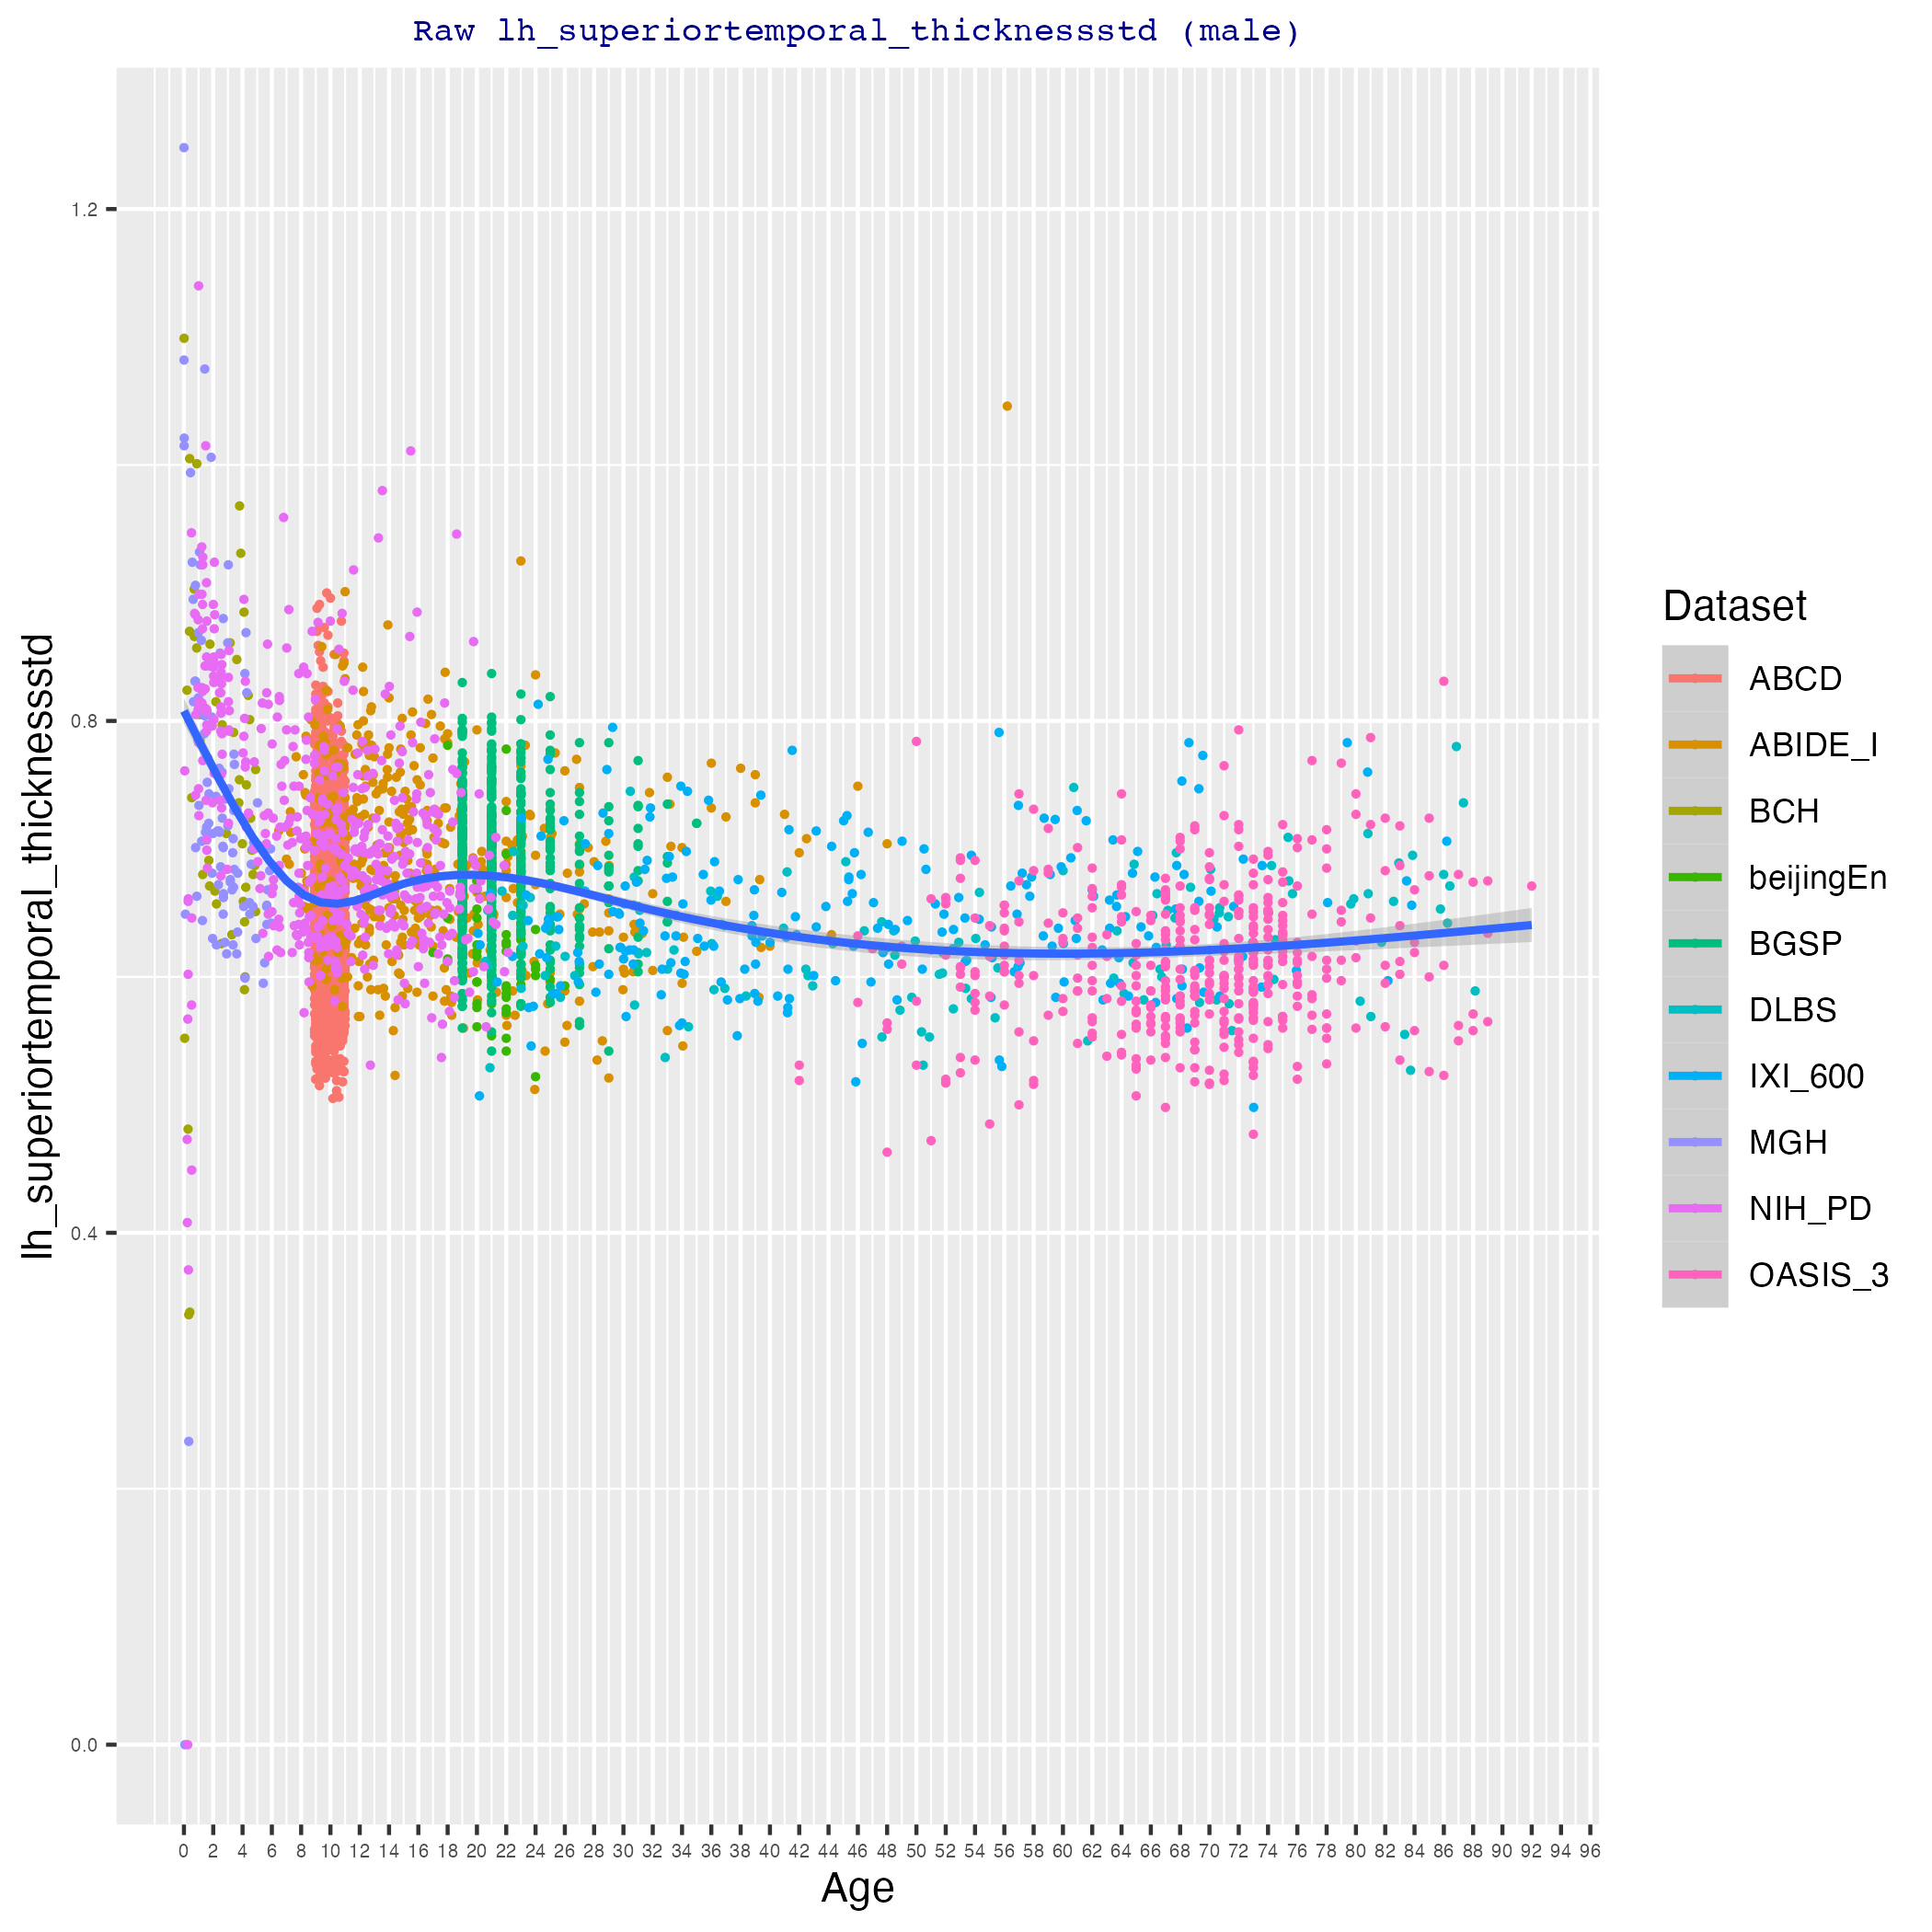 Raw lh_superiortemporal_thicknessstd (male)
lh_superiortemporal_thicknessstd
1.2
0.8
0.4
0.0
0 2 4 6 8 10 12 14 16 18 20 22 24 26 28 30 32 34 36 38 40 42 44 46 48 50 52 54 56 58 60 62 64 66 68 70 72 74 76 78 80 82 84 86 88 90 92 94 96
Age
Dataset
ABCD
ABIDE_I
BCH
beijingEn
BGSP
DLBS
IXI_600
MGH
NIH_PD
OASIS_3